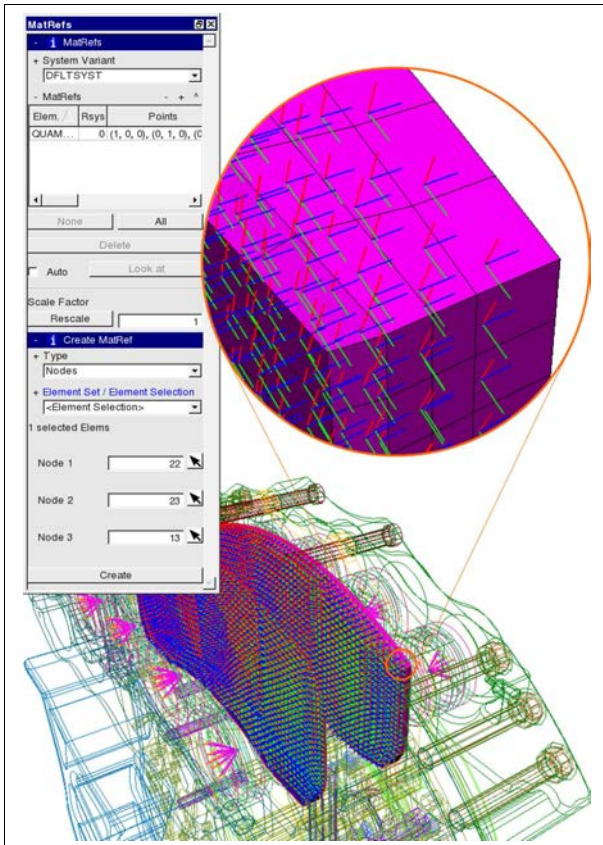 MatRefs
- i MatRefs
+ System Variant
DFLTSYST
- MatRefs - + ^
Elem. Rsys Points
QUAM... 0 (1, 0, 0), (0, 1, 0), (0
None All
Delete
Auto Look at
Scale Factor
Rescale 1
- i Create MatRef
+ Type
Nodes
+ Element Set / Element Selection
<Element Selection>
1 selected Elems
Node 1 22
Node 2 23
Node 3 13
Create